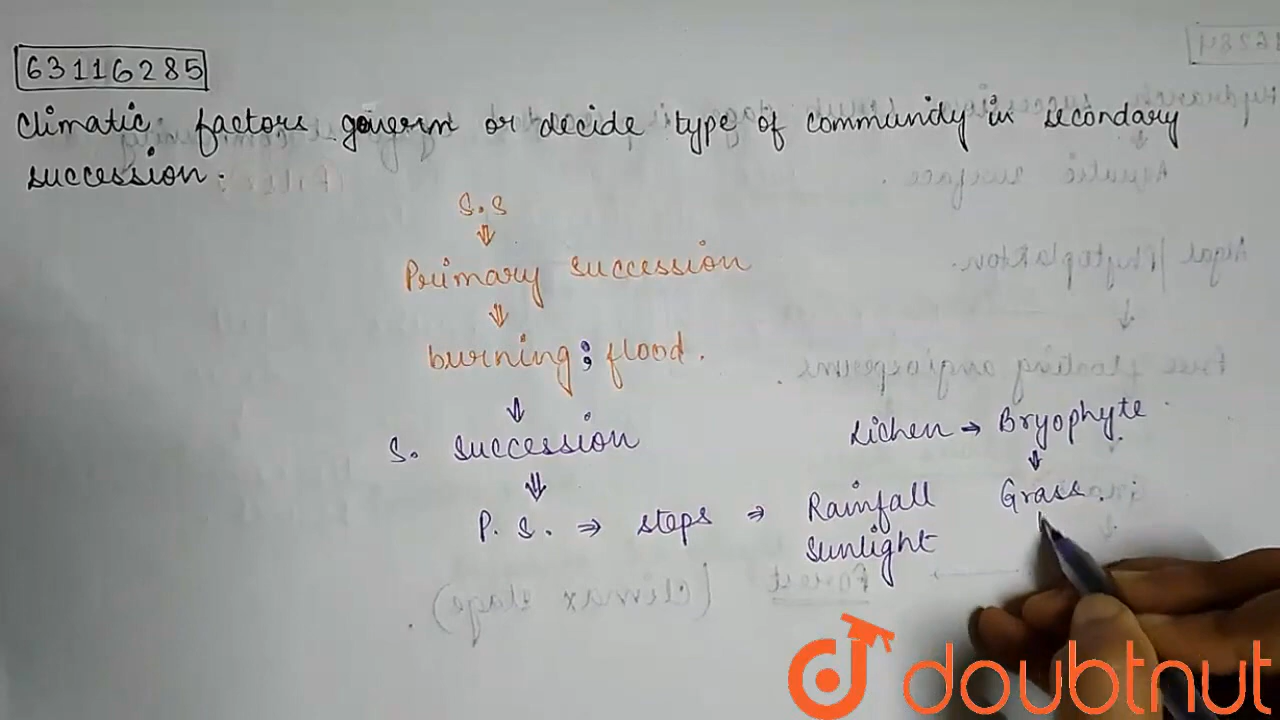 63116285
Climatic factors govern or decide type of community in secondary
succession.
S.S
⇓
Primary succession
⇓
burning ; flood.
⇓
S. succession
⇓
P. S. ⇒ steps ⇒ Rainfall
Sunlight
Lichen → Bryophyte
↓
Grass.
doubtnut